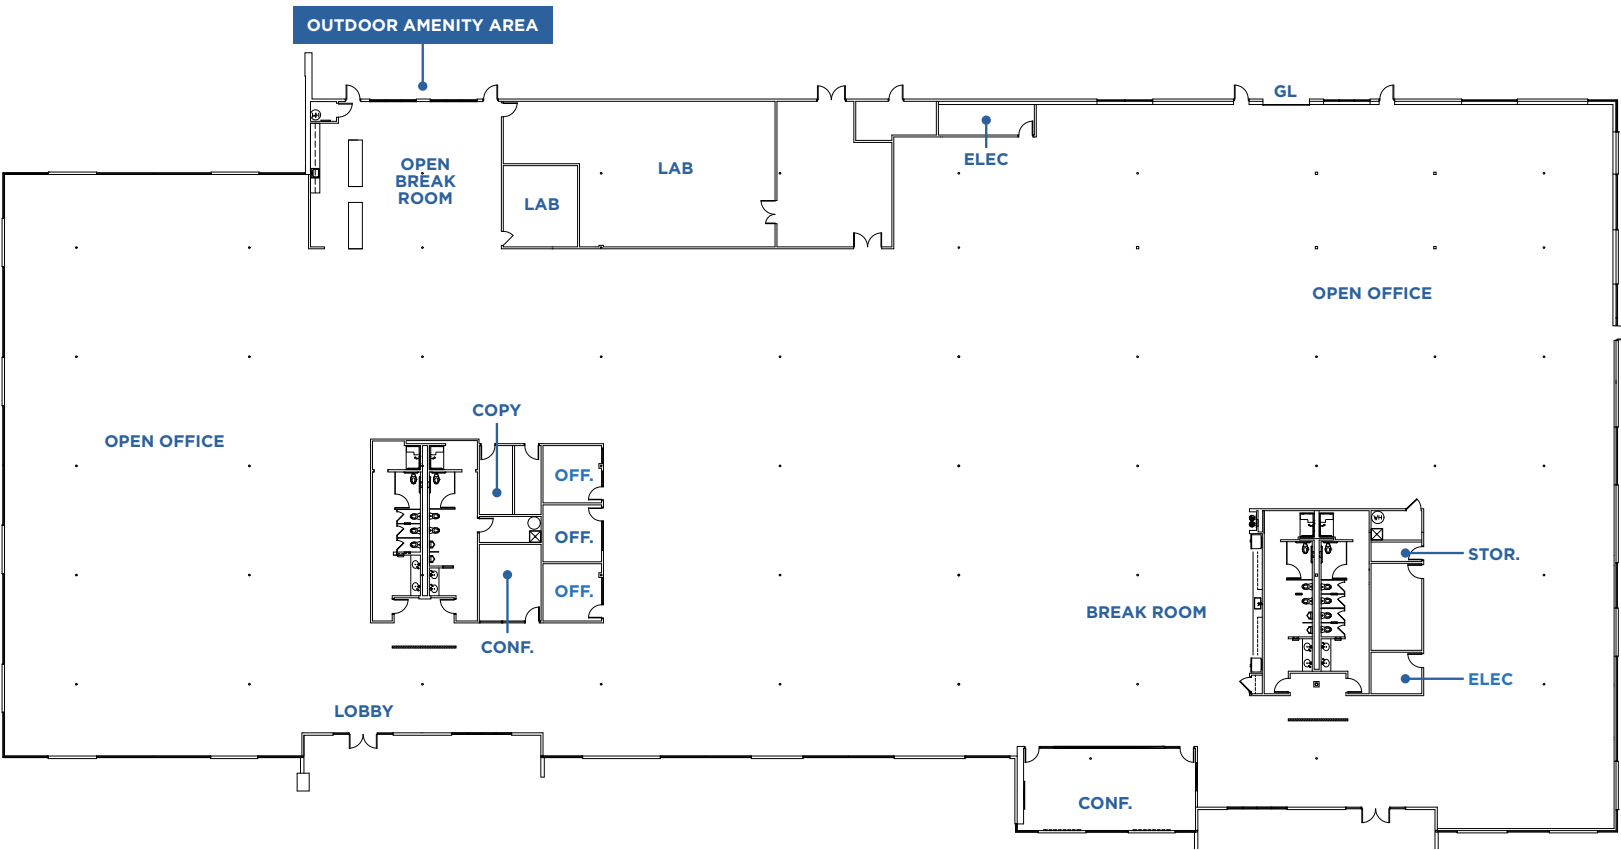 OUTDOOR AMENITY AREA
GL
OPEN
BREAK
ROOM
LAB
LAB
ELEC
OPEN OFFICE
COPY
OPEN OFFICE
OFF.
OFF.
OFF.
CONF.
STOR.
BREAK ROOM
ELEC
LOBBY
CONF.